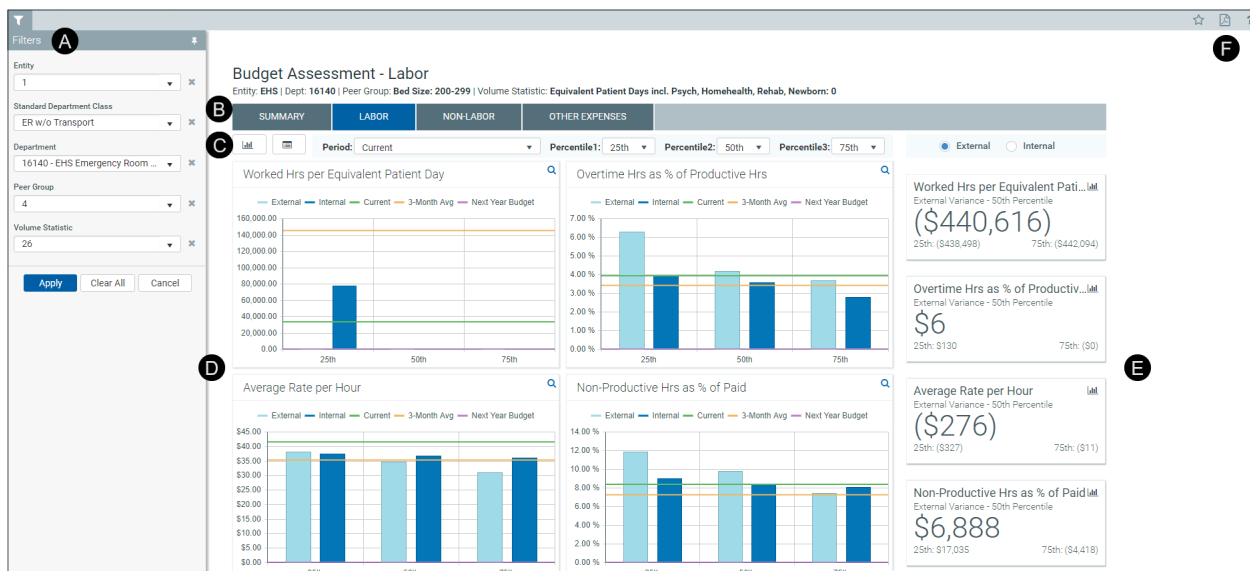 ?
Filters A
F
Entity
1
Standard Department Class
ER w/o Transport
Department
16140 - EHS Emergency Room ...
Peer Group
4
Volume Statistic
26
Apply Clear All Cancel
Budget Assessment - Labor
Entity: EHS | Dept: 16140 | Peer Group: Bed Size: 200-299 | Volume Statistic: Equivalent Patient Days incl. Psych, Homehealth, Rehab, Newborn: 0
B
SUMMARY LABOR NON-LABOR OTHER EXPENSES
C
Period: Current Percentile1: 25th Percentile2: 50th Percentile3: 75th
External Internal
Worked Hrs per Equivalent Patient Day
External Internal Current 3-Month Avg Next Year Budget
160,000.00
140,000.00
120,000.00
100,000.00
80,000.00
60,000.00
40,000.00
20,000.00
0.00
25th 50th 75th
Overtime Hrs as % of Productive Hrs
External Internal Current 3-Month Avg Next Year Budget
7.00 %
6.00 %
5.00 %
4.00 %
3.00 %
2.00 %
1.00 %
0.00 %
25th 50th 75th
D
Average Rate per Hour
External Internal Current 3-Month Avg Next Year Budget
$45.00
$40.00
$35.00
$30.00
$25.00
$20.00
$15.00
$10.00
$5.00
$0.00
Non-Productive Hrs as % of Paid
External Internal Current 3-Month Avg Next Year Budget
14.00 %
12.00 %
10.00 %
8.00 %
6.00 %
4.00 %
2.00 %
0.00 %
Worked Hrs per Equivalent Pati...
External Variance - 50th Percentile
($440,616)
25th: ($438,498) 75th: ($442,094)
Overtime Hrs as % of Productiv...
External Variance - 50th Percentile
$6
25th: $130 75th: ($0)
E
Average Rate per Hour
External Variance - 50th Percentile
($276)
25th: ($327) 75th: ($11)
Non-Productive Hrs as % of Paid
External Variance - 50th Percentile
$6,888
25th: $17,035 75th: ($4,418)